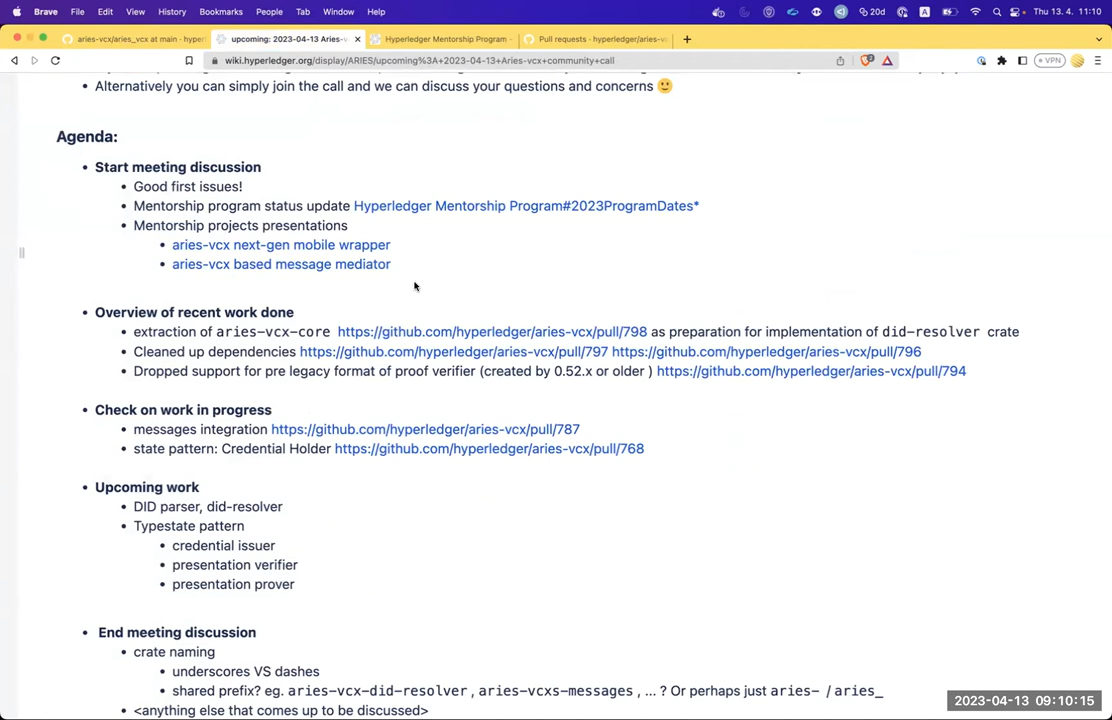 Brave File Edit View History Bookmarks People Tab Window Help 20d A Thu 13. 4. 11:10
aries-vcx/aries_vcx at main · hyper upcoming: 2023-04-13 Aries- Hyperledger Mentorship Program - Pull requests · hyperledger/aries-vc
wiki.hyperledger.org/display/ARIES/upcoming%3A+2023-04-13+Aries-vcx+community+call VPN
Alternatively you can simply join the call and we can discuss your questions and concerns 🙂
Agenda:
• Start meeting discussion
• Good first issues!
• Mentorship program status update Hyperledger Mentorship Program#2023ProgramDates*
• Mentorship projects presentations
• aries-vcx next-gen mobile wrapper
• aries-vcx based message mediator
• Overview of recent work done
• extraction of aries-vcx-core https://github.com/hyperledger/aries-vcx/pull/798 as preparation for implementation of did-resolver crate
• Cleaned up dependencies https://github.com/hyperledger/aries-vcx/pull/797 https://github.com/hyperledger/aries-vcx/pull/796
• Dropped support for pre legacy format of proof verifier (created by 0.52.x or older ) https://github.com/hyperledger/aries-vcx/pull/794
• Check on work in progress
• messages integration https://github.com/hyperledger/aries-vcx/pull/787
• state pattern: Credential Holder https://github.com/hyperledger/aries-vcx/pull/768
• Upcoming work
• DID parser, did-resolver
• Typestate pattern
• credential issuer
• presentation verifier
• presentation prover
• End meeting discussion
• crate naming
• underscores VS dashes
• shared prefix? eg. aries-vcx-did-resolver , aries-vcxs-messages , ... ? Or perhaps just aries- / aries_
• <anything else that comes up to be discussed>
2023-04-13 09:10:15